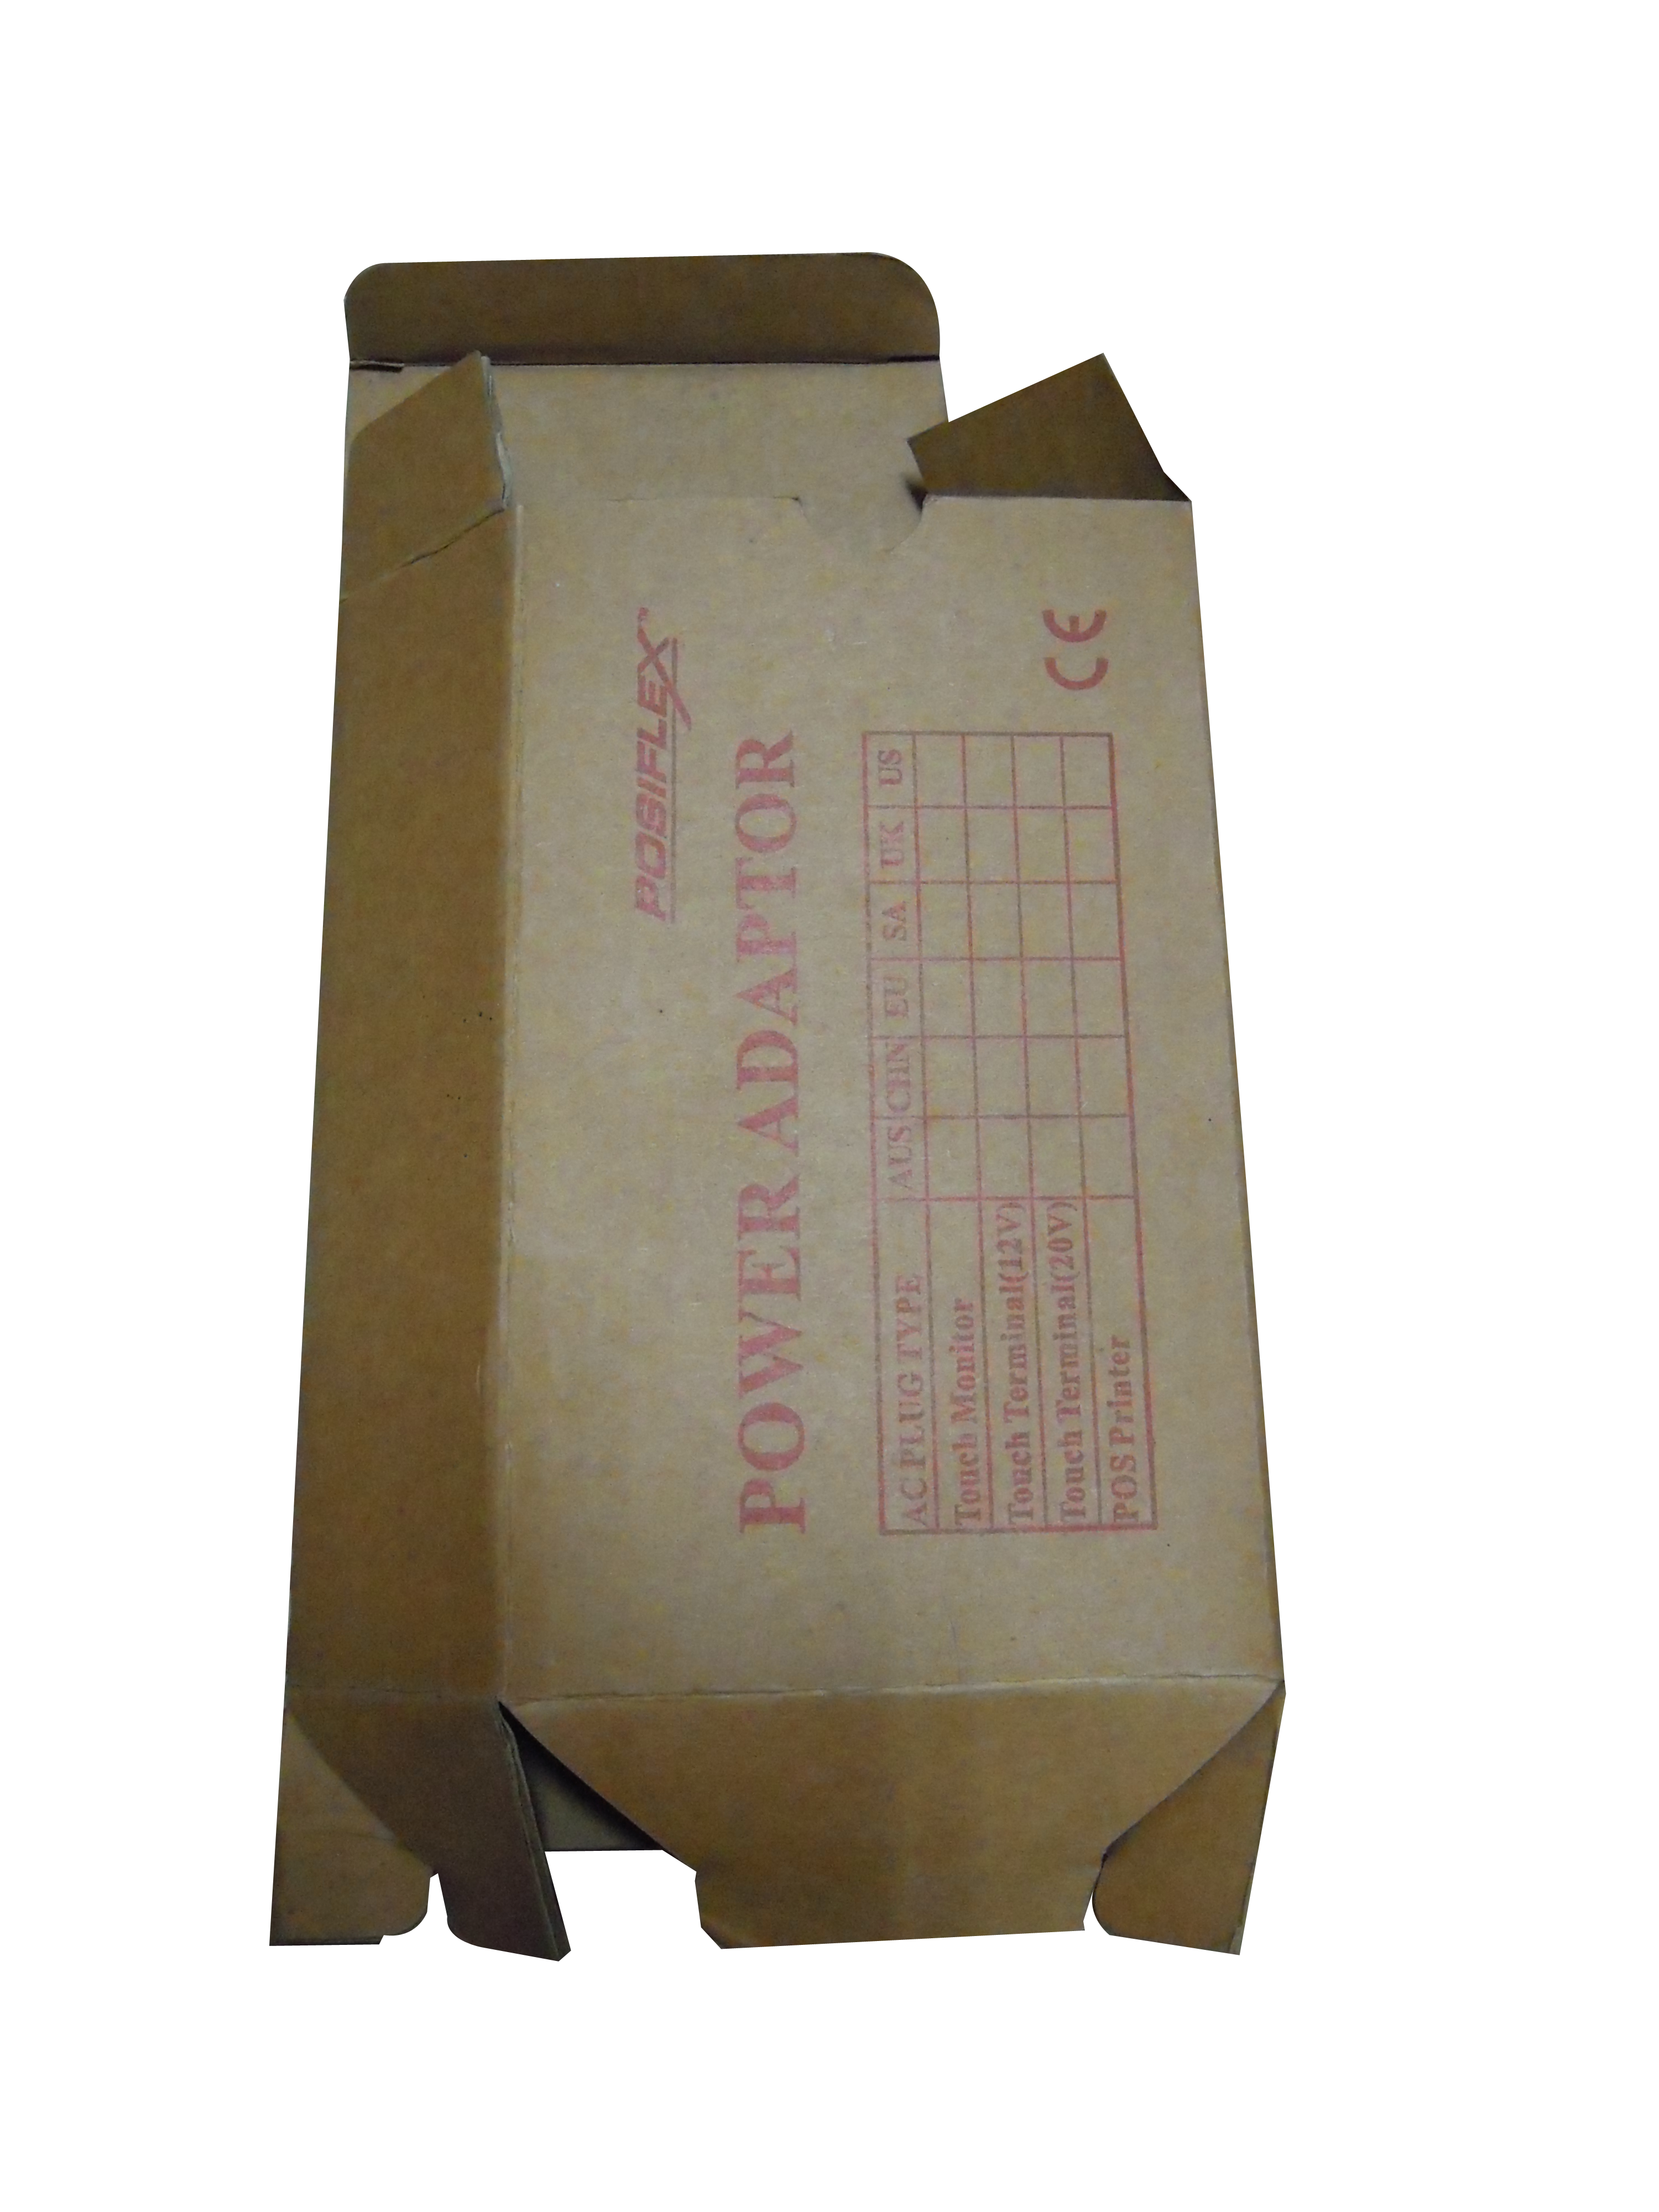 POSIFLEX
POWER ADAPTOR
AC PLUG TYPE AUS CHN EU SA UK US
Touch Monitor
Touch Terminal(12V)
Touch Terminal(20V)
POS Printer
CE